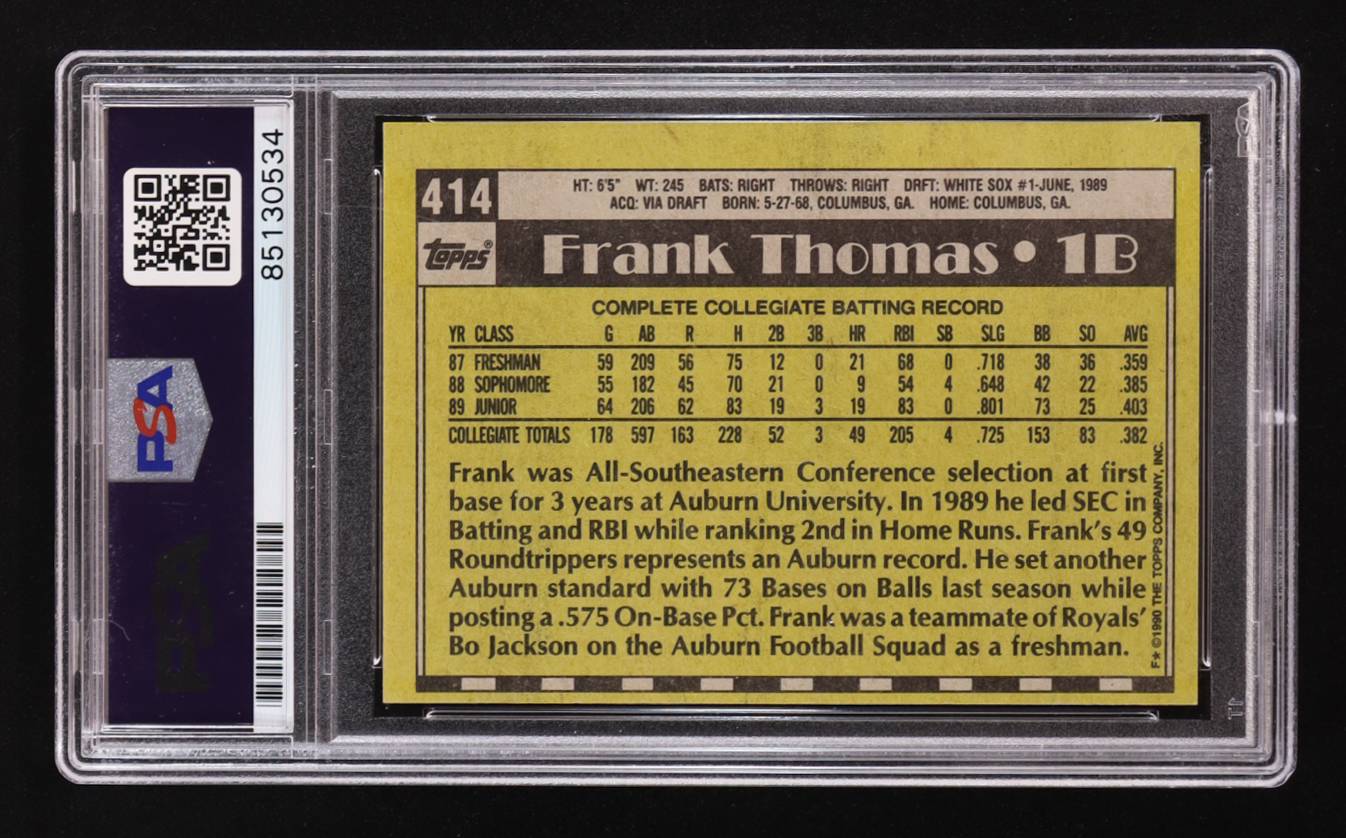 85130534
PSA
PSA
414
HT: 6'5" WT: 245 BATS: RIGHT THROWS: RIGHT DRFT: WHITE SOX #1-JUNE, 1989
ACQ: VIA DRAFT BORN: 5-27-68, COLUMBUS, GA. HOME: COLUMBUS, GA.
Topps®
Frank Thomas • 1B
COMPLETE COLLEGIATE BATTING RECORD
YR CLASS G AB R H 2B 3B HR RBI SB SLG BB SO AVG
87 FRESHMAN 59 209 56 75 12 0 21 68 0 .718 38 36 .359
88 SOPHOMORE 55 182 45 70 21 0 9 54 4 .648 42 22 .385
89 JUNIOR 64 206 62 83 19 3 19 83 0 .801 73 25 .403
COLLEGIATE TOTALS 178 597 163 228 52 3 49 205 4 .725 153 83 .382
Frank was All-Southeastern Conference selection at first
base for 3 years at Auburn University. In 1989 he led SEC in
Batting and RBI while ranking 2nd in Home Runs. Frank's 49
Roundtrippers represents an Auburn record. He set another
Auburn standard with 73 Bases on Balls last season while
posting a .575 On-Base Pct. Frank was a teammate of Royals'
Bo Jackson on the Auburn Football Squad as a freshman.
F★ ©1990 THE TOPPS COMPANY, INC.
PSA